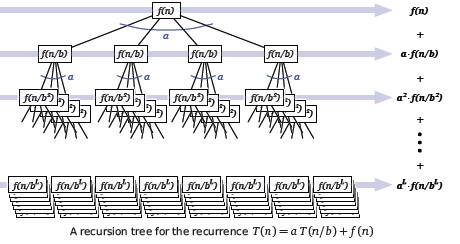 f(n) f(n)
a +
f(n/b) f(n/b) f(n/b) f(n/b) a·f(n/b)
a a a a +
f(n/b²) f(n/b²) f(n/b²) f(n/b²) a²·f(n/b²)
+
+
f(n/bᴸ) f(n/bᴸ) f(n/bᴸ) f(n/bᴸ) f(n/bᴸ) f(n/bᴸ) f(n/bᴸ) f(n/bᴸ) aᴸ·f(n/bᴸ)
A recursion tree for the recurrence T(n) = a T(n/b) + f(n)